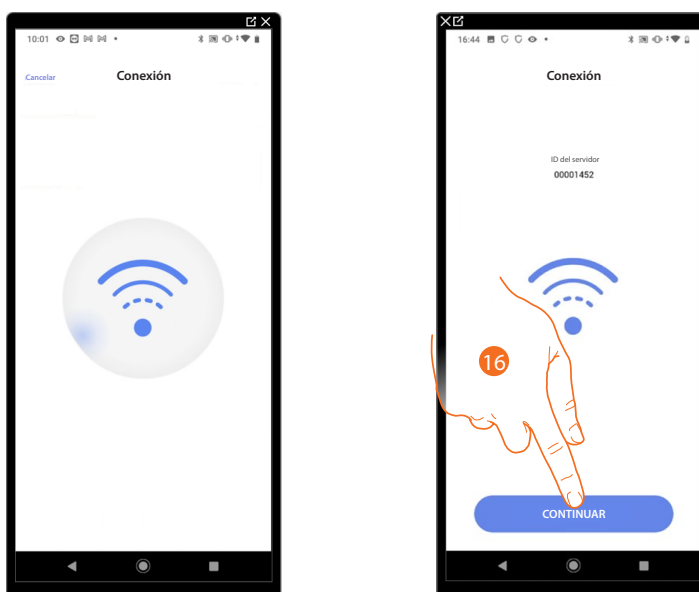 10:01
Cancelar
Conexión
16:44
Conexión
ID del servidor
00001452
16
CONTINUAR